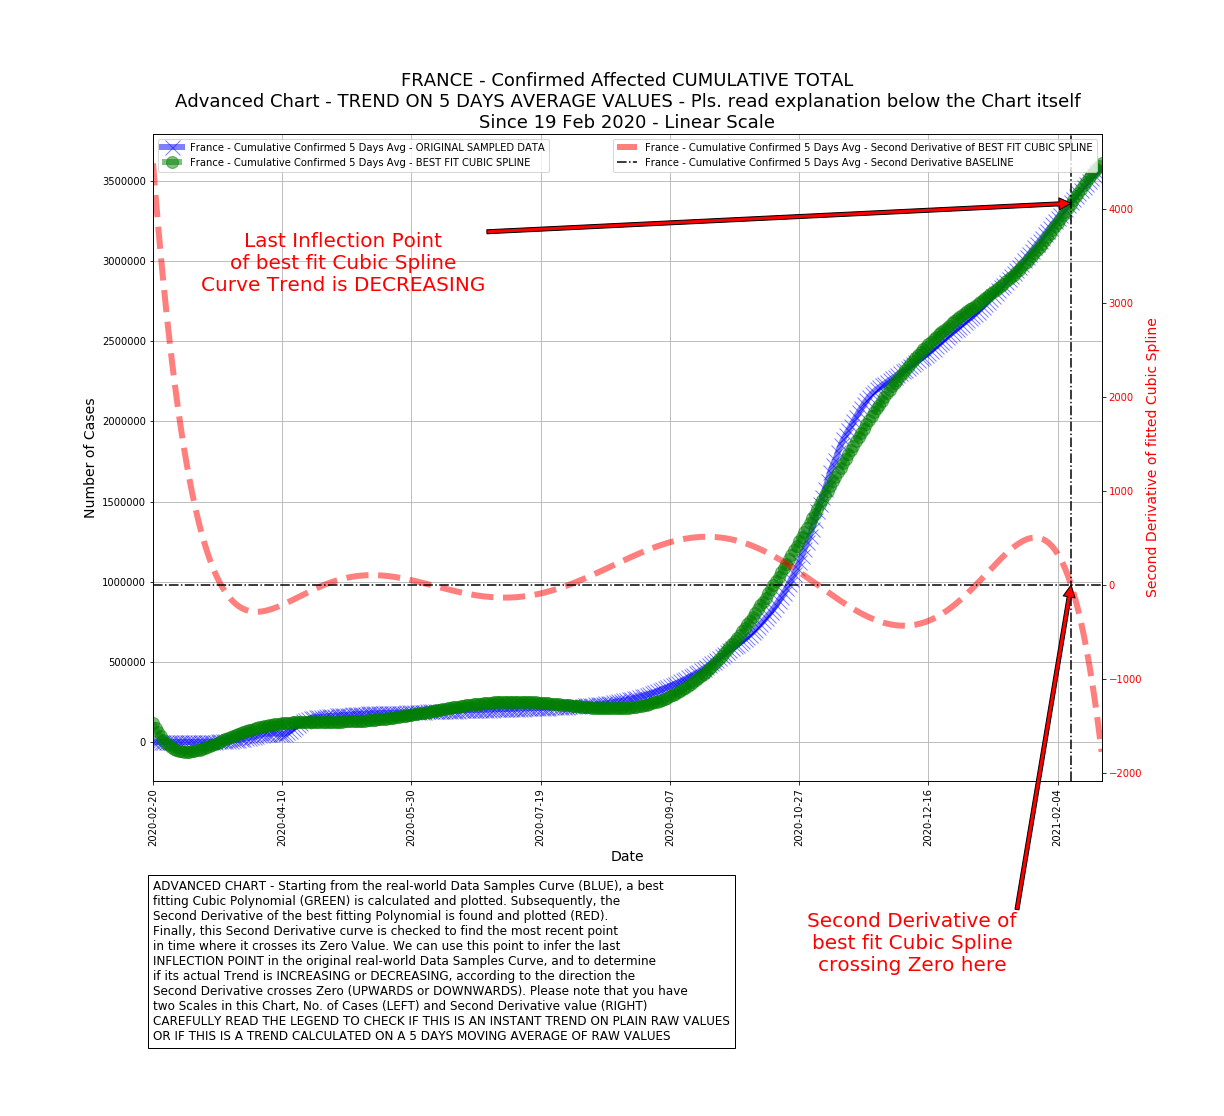 FRANCE - Confirmed Affected CUMULATIVE TOTAL
Advanced Chart - TREND ON 5 DAYS AVERAGE VALUES - Pls. read explanation below the Chart itself
Since 19 Feb 2020 - Linear Scale
France - Cumulative Confirmed 5 Days Avg - ORIGINAL SAMPLED DATA
France - Cumulative Confirmed 5 Days Avg - BEST FIT CUBIC SPLINE
France - Cumulative Confirmed 5 Days Avg - Second Derivative of BEST FIT CUBIC SPLINE
France - Cumulative Confirmed 5 Days Avg - Second Derivative BASELINE
Last Inflection Point
of best fit Cubic Spline
Curve Trend is DECREASING
Number of Cases
3500000
3000000
2500000
2000000
1500000
1000000
500000
0
4000
3000
2000
1000
0
−1000
−2000
Second Derivative of fitted Cubic Spline
2020-02-20
2020-04-10
2020-05-30
2020-07-19
2020-09-07
2020-10-27
2020-12-16
2021-02-04
Date
ADVANCED CHART - Starting from the real-world Data Samples Curve (BLUE), a best
fitting Cubic Polynomial (GREEN) is calculated and plotted. Subsequently, the
Second Derivative of the best fitting Polynomial is found and plotted (RED).
Finally, this Second Derivative curve is checked to find the most recent point
in time where it crosses its Zero Value. We can use this point to infer the last
INFLECTION POINT in the original real-world Data Samples Curve, and to determine
if its actual Trend is INCREASING or DECREASING, according to the direction the
Second Derivative crosses Zero (UPWARDS or DOWNWARDS). Please note that you have
two Scales in this Chart, No. of Cases (LEFT) and Second Derivative value (RIGHT)
CAREFULLY READ THE LEGEND TO CHECK IF THIS IS AN INSTANT TREND ON PLAIN RAW VALUES
OR IF THIS IS A TREND CALCULATED ON A 5 DAYS MOVING AVERAGE OF RAW VALUES
Second Derivative of
best fit Cubic Spline
crossing Zero here